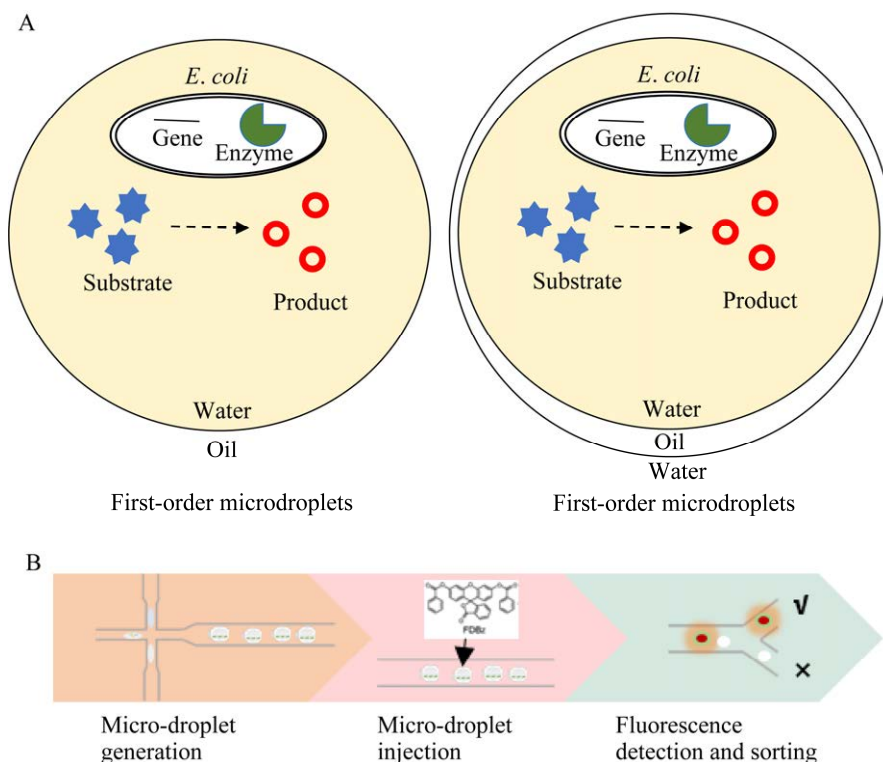 A
E. coli
Gene
Enzyme
Substrate
Product
Water
Oil
First-order microdroplets
E. coli
Gene
Enzyme
Substrate
Product
Water
Oil
Water
First-order microdroplets
B
FDBz
√
×
Micro-droplet
generation
Micro-droplet
injection
Fluorescence
detection and sorting